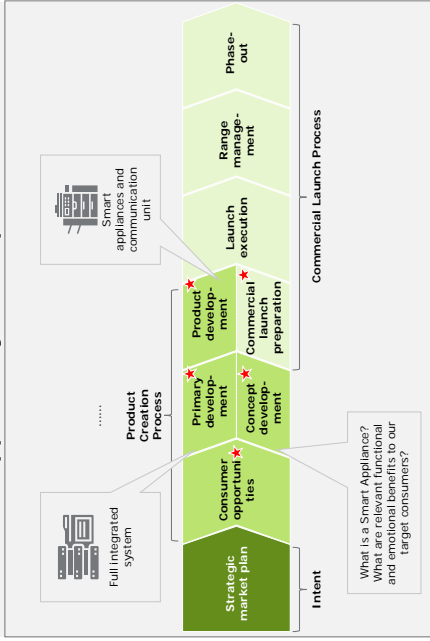 Full integrated
system
......
Smart
appliances and
communication
unit
Product
Creation
Process
Strategic
market plan
Consumer
opportuni
ties
Primary
develop-
ment
Product
develop-
ment
Concept
develop-
ment
Commercial
launch
preparation
Launch
execution
Range
manage-
ment
Phase-
out
Intent
Commercial Launch Process
What is a Smart Appliance?
What are relevant functional
and emotional benefits to our
target consumers?